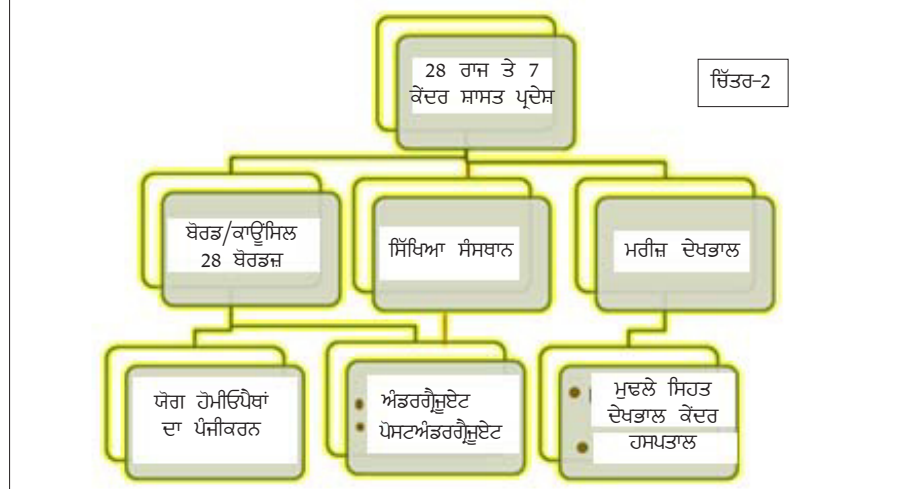 28 ਰਾਜ ਤੇ 7
ਕੇਂਦਰ ਸ਼ਾਸਤ ਪ੍ਰਦੇਸ਼
ਚਿੱਤਰ-2
ਬੋਰਡ/ਕਾਊਂਸਿਲ
28 ਬੋਰਡਜ਼
ਸਿੱਖਿਆ ਸੰਸਥਾਨ
ਮਰੀਜ਼ ਦੇਖਭਾਲ
ਯੋਗ ਹੋਮੀਓਪੈਥਾਂ
ਦਾ ਪੰਜੀਕਰਨ
ਅੰਡਰਗ੍ਰੈਜੂਏਟ
ਪੋਸਟਅੰਡਰਗ੍ਰੈਜੂਏਟ
ਮੁਢਲੇ ਸਿਹਤ
ਦੇਖਭਾਲ ਕੇਂਦਰ
ਹਸਪਤਾਲ